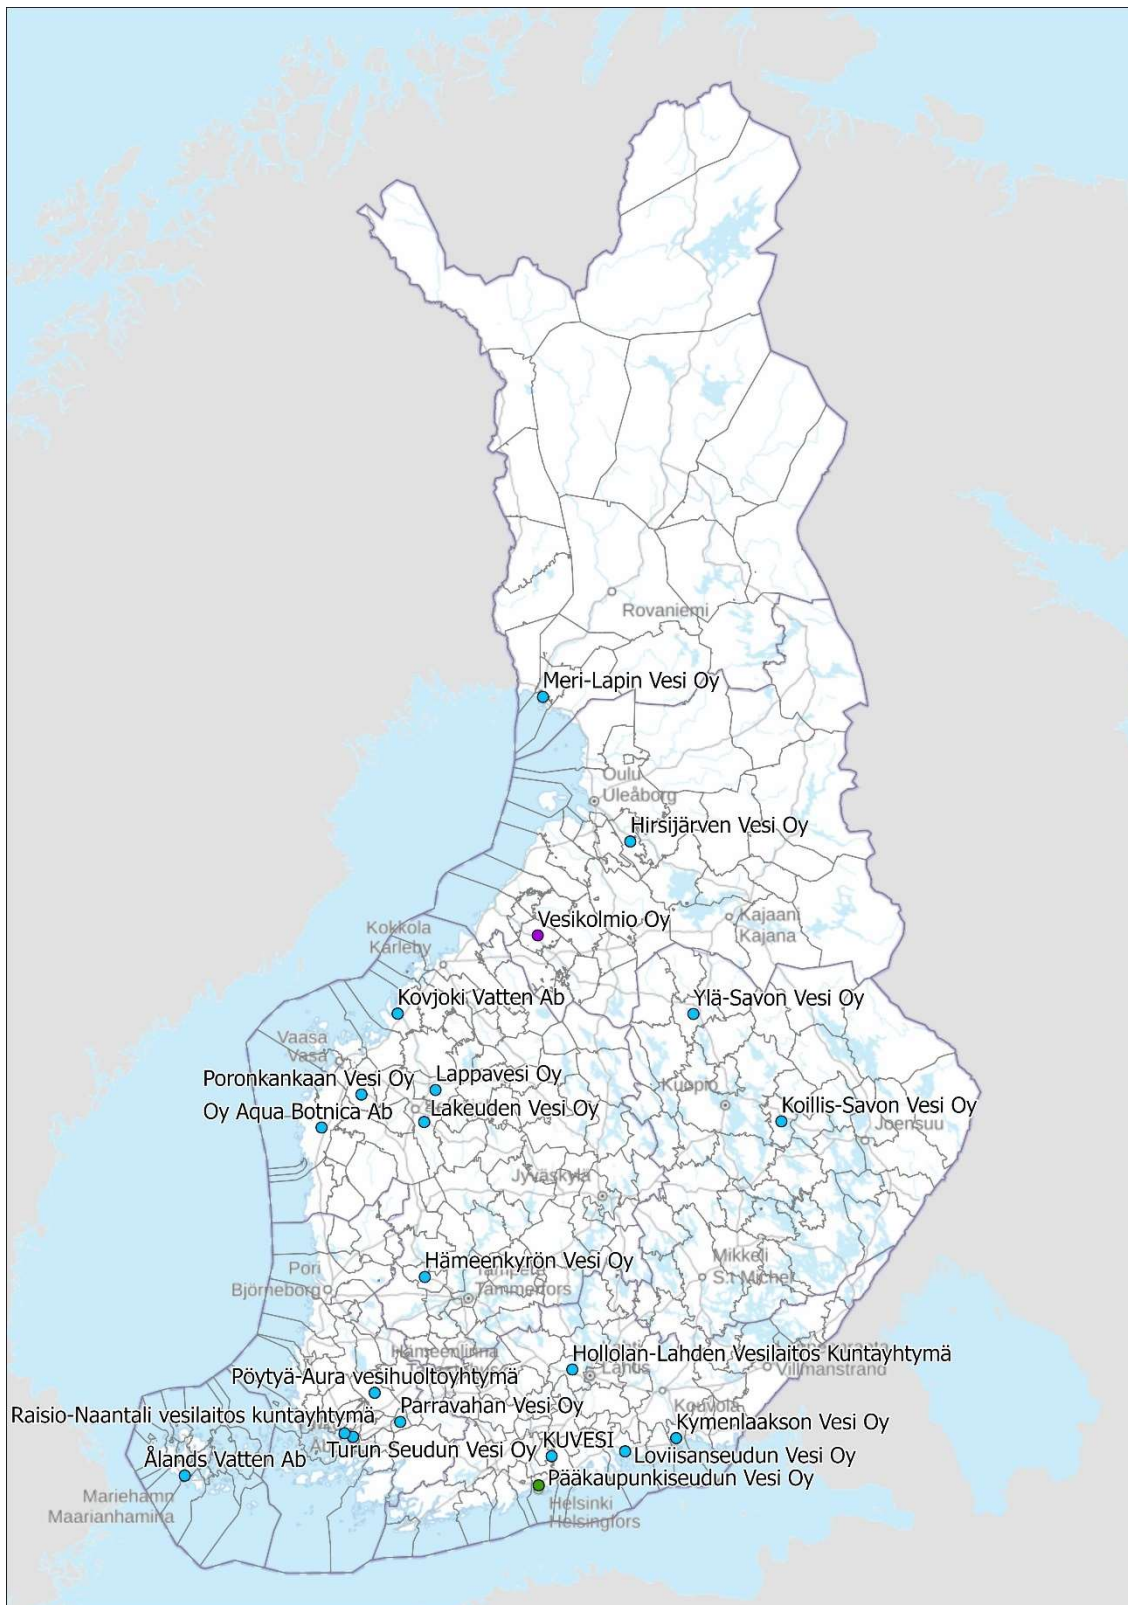 Rovaniemi
Meri-Lapin Vesi Oy
Oulu
Uleåborg
Hirsijärven Vesi Oy
Vesikolmio Oy
Kajaani
Kajana
Kokkola
Karleby
Kovjoki Vatten Ab
Ylä-Savon Vesi Oy
Vaasa
Vasa
Poronkankaan Vesi Oy
Lappavesi Oy
Kuopio
Oy Aqua Botnica Ab
Lakeuden Vesi Oy
Koillis-Savon Vesi Oy
Joensuu
Jyväskylä
Mikkeli
S:t Michel
Hämeenkyrön Vesi Oy
Tampere
Tammerfors
Pori
Björneborg
Hämeenlinna
Hollolan-Lahden Vesilaitos Kuntayhtymä
Lahtis
Villmanstrand
Pöytyä-Aura vesihuoltoyhtymä
Kouvola
Parravahan Vesi Oy
Raisio-Naantali vesilaitos kuntayhtymä
Kymenlaakson Vesi Oy
Turun Seudun Vesi Oy
KUVESI
Loviisanseudun Vesi Oy
Ålands Vatten Ab
Pääkaupunkiseudun Vesi Oy
Mariehamn
Maarianhamina
Helsinki
Helsingfors